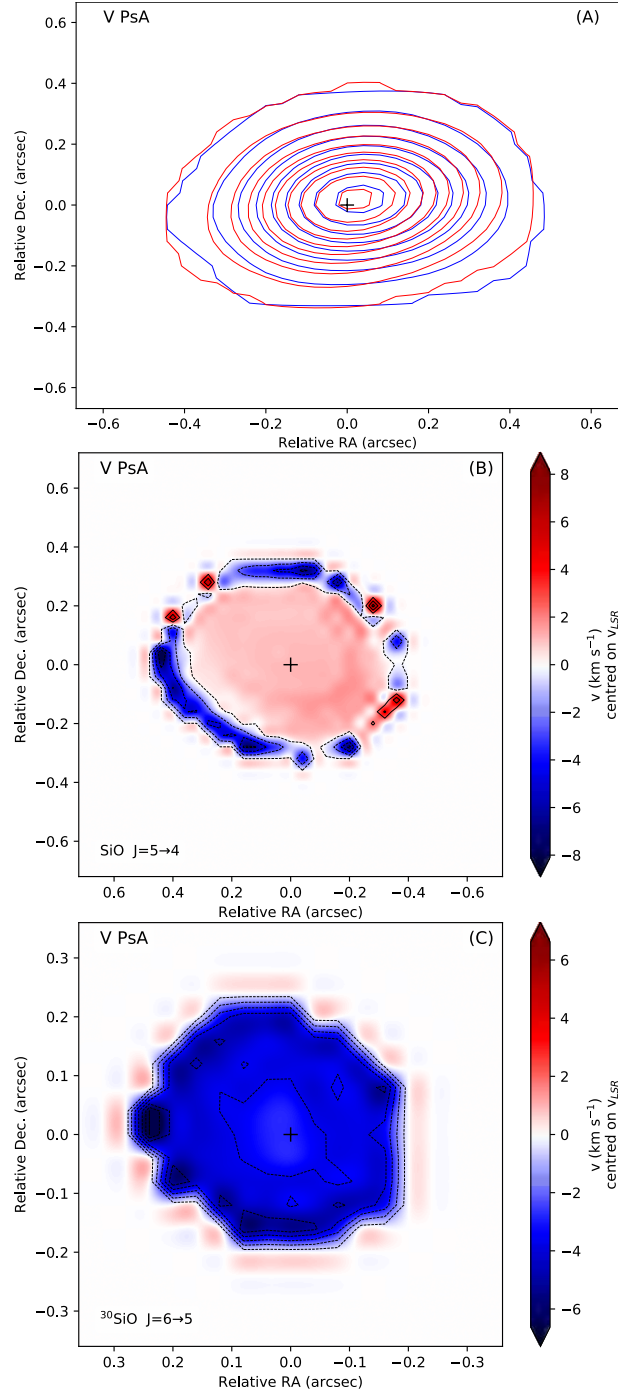 V PsA (A)
0.6
0.4
0.2
0.0
−0.2
−0.4
−0.6
Relative Dec. (arcsec)
−0.6 −0.4 −0.2 0.0 0.2 0.4 0.6
Relative RA (arcsec)
V PsA (B)
0.6
0.4
0.2
0.0
−0.2
−0.4
−0.6
Relative Dec. (arcsec)
SiO J=5→4
0.6 0.4 0.2 0.0 −0.2 −0.4 −0.6
Relative RA (arcsec)
8
6
4
2
0
−2
−4
−6
−8
v (km s⁻¹)
centred on v_LSR
V PsA (C)
0.3
0.2
0.1
0.0
−0.1
−0.2
−0.3
Relative Dec. (arcsec)
³⁰SiO J=6→5
0.3 0.2 0.1 0.0 −0.1 −0.2 −0.3
Relative RA (arcsec)
6
4
2
0
−2
−4
−6
v (km s⁻¹)
centred on v_LSR